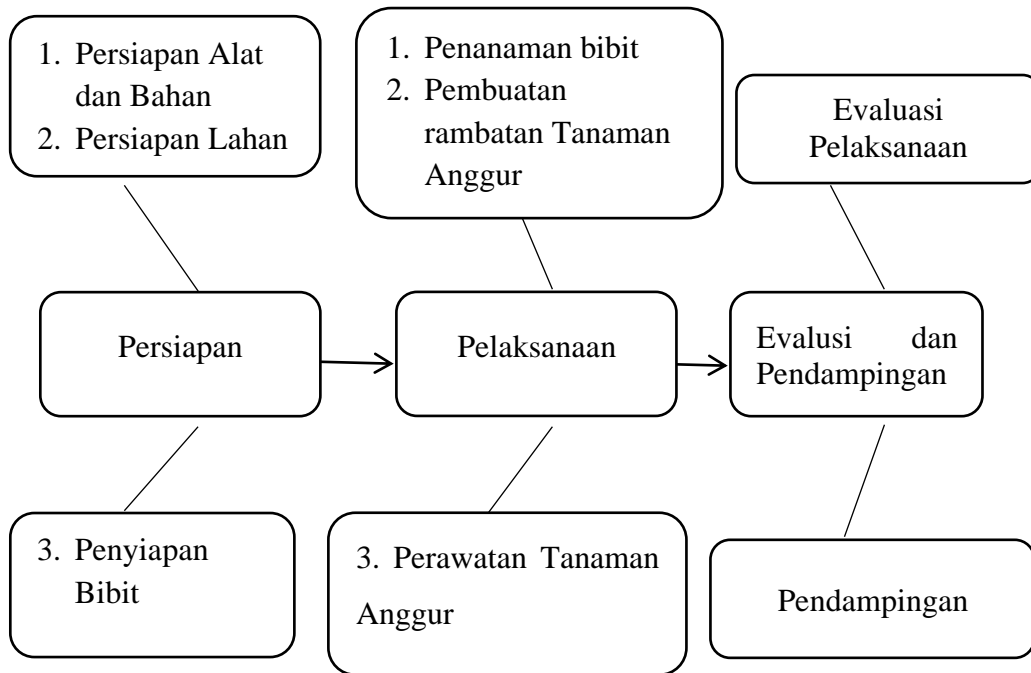 1. Persiapan Alat
dan Bahan
2. Persiapan Lahan
1. Penanaman bibit
2. Pembuatan
rambatan Tanaman
Anggur
Evaluasi
Pelaksanaan
Persiapan
Pelaksanaan
Evalusi dan
Pendampingan
3. Penyiapan
Bibit
3. Perawatan Tanaman
Anggur
Pendampingan